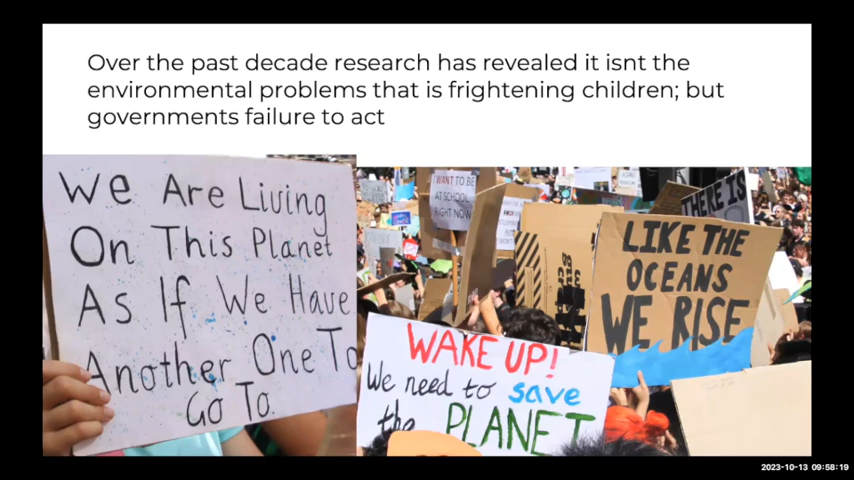 Over the past decade research has revealed it isnt the
environmental problems that is frightening children; but
governments failure to act
We Are Living
On This Planet
As If We Have
Another One To
Go To.
I WANT TO BE
AT SCHOOL
RIGHT NOW
THERE IS
LIKE THE
OCEANS
WE RISE
WAKE UP!
We need to save
the PLANET
2023-10-13 09:58:19